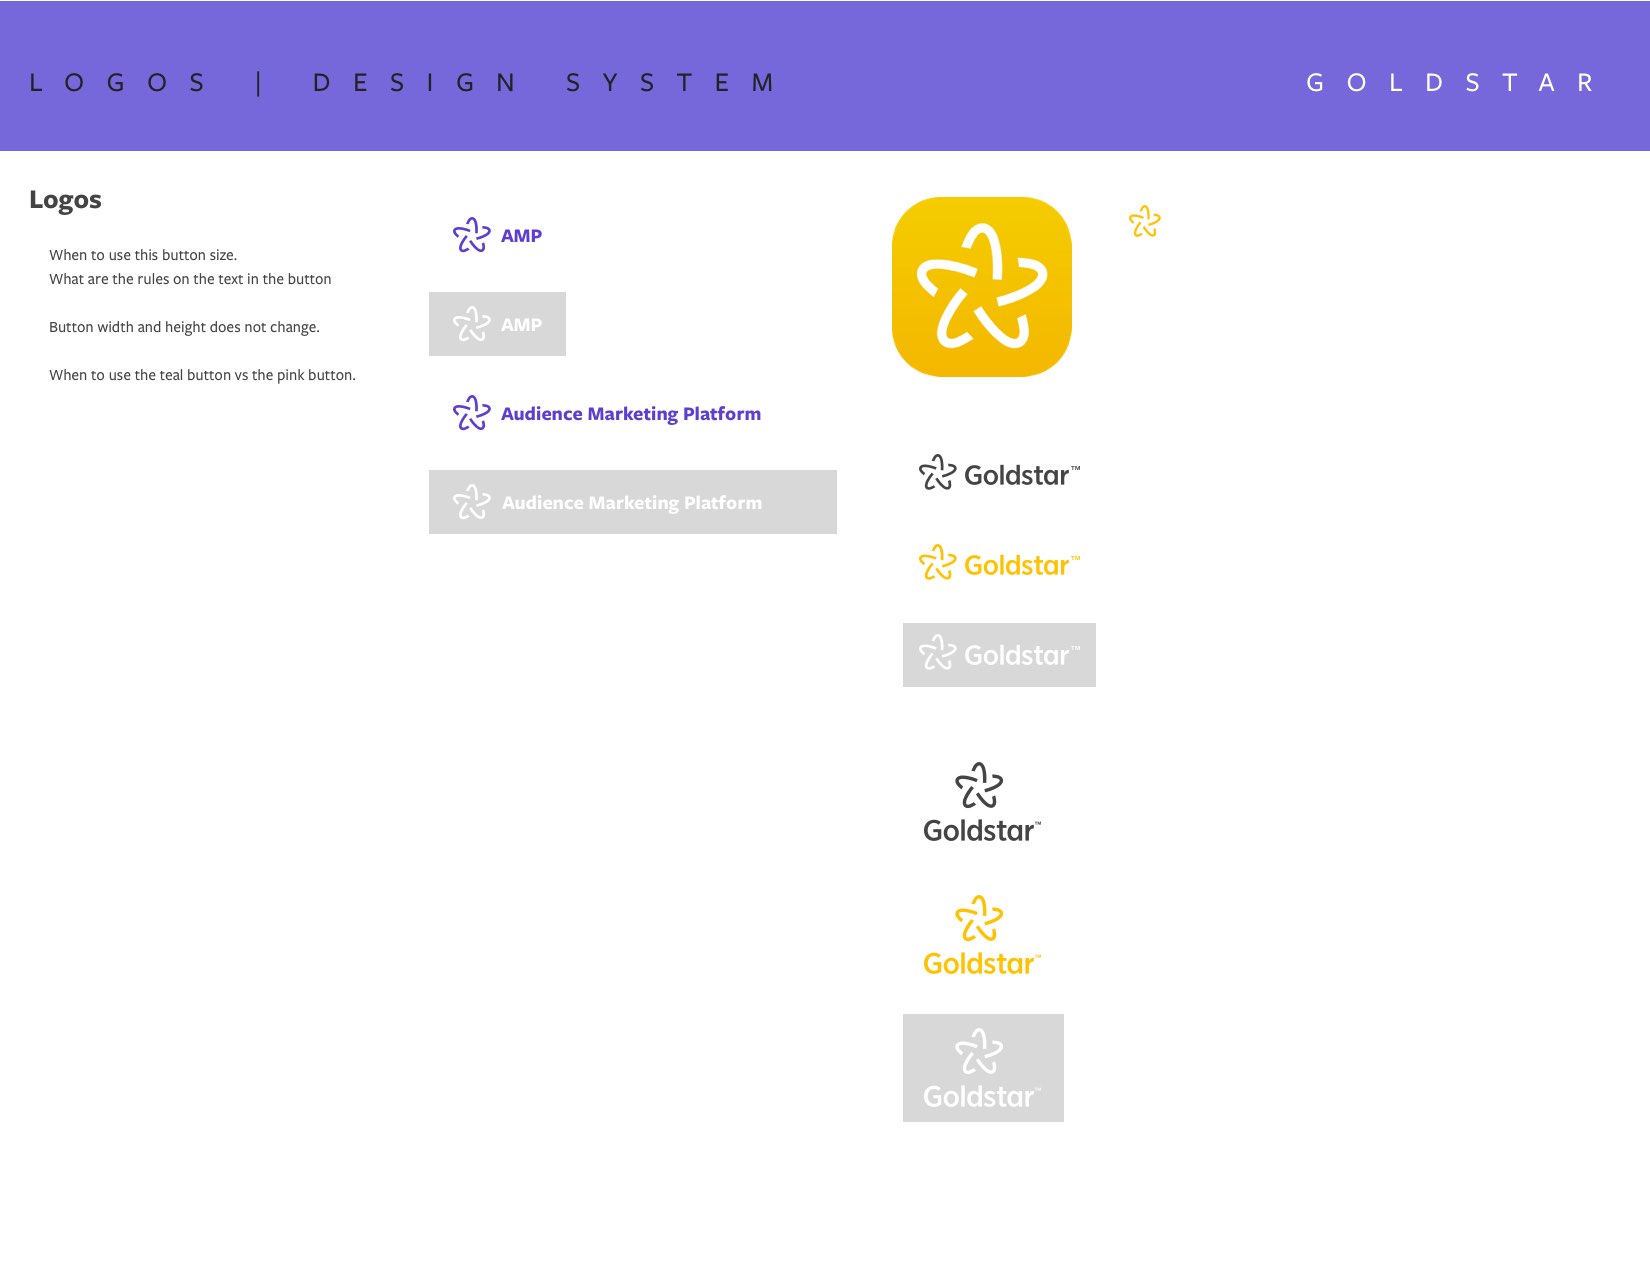 LOGOS | DESIGN SYSTEM
GOLDSTAR
Logos
When to use this button size.
What are the rules on the text in the button
Button width and height does not change.
When to use the teal button vs the pink button.
AMP
AMP
Audience Marketing Platform
Audience Marketing Platform
Goldstar™
Goldstar™
Goldstar™
Goldstar™
Goldstar™
Goldstar™